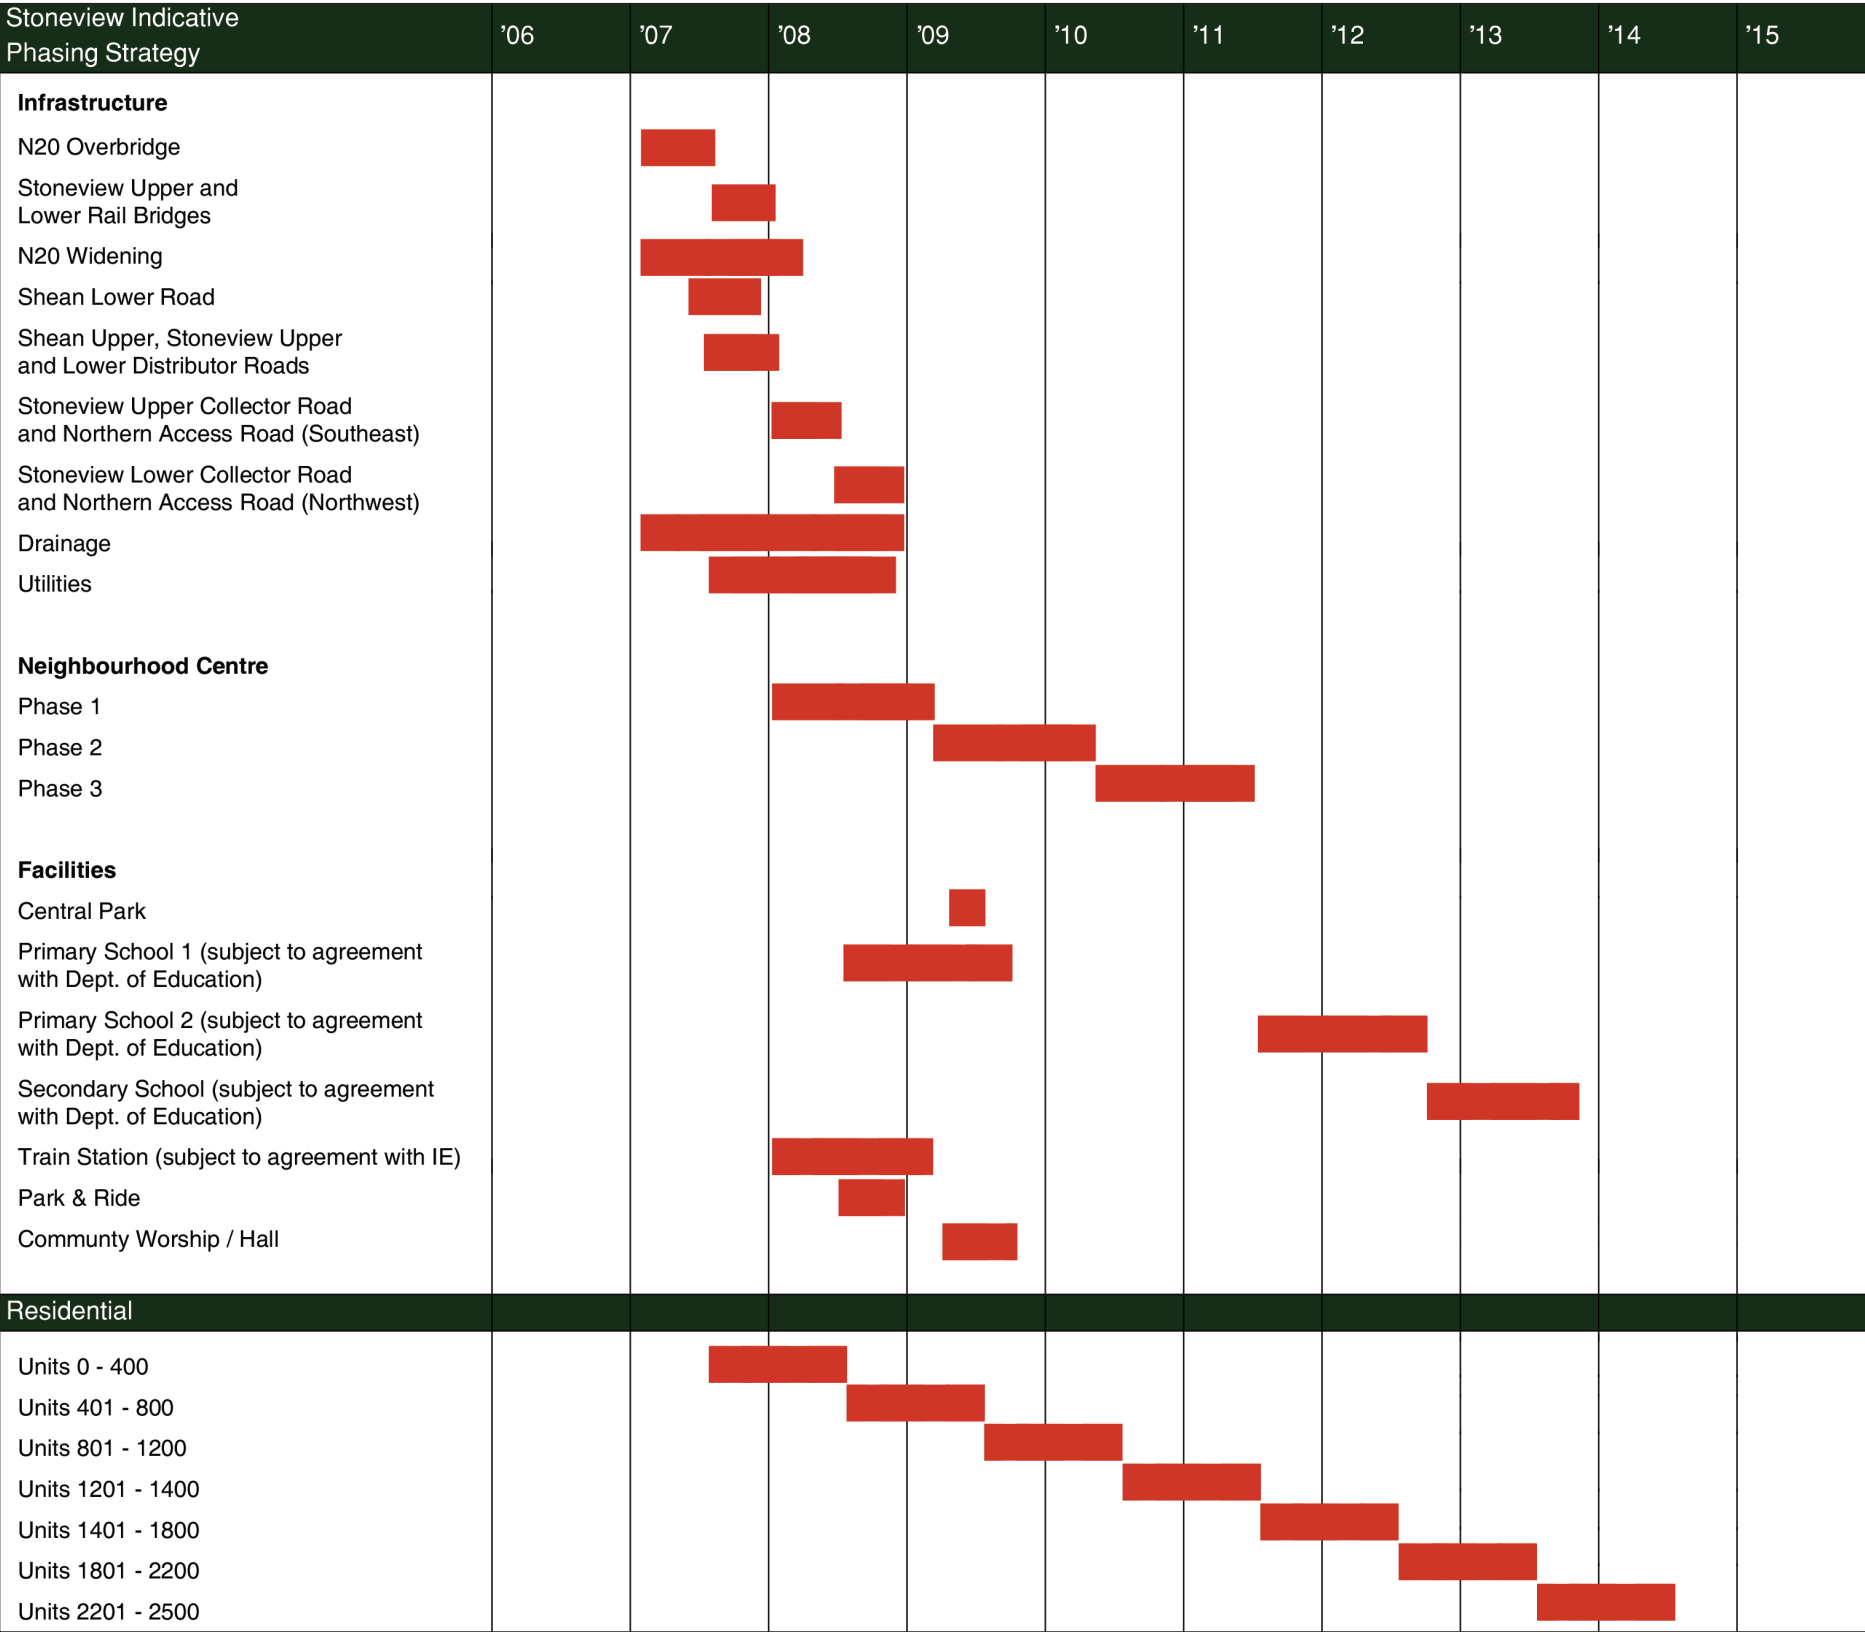 Stoneview Indicative
Phasing Strategy
’06 ’07 ’08 ’09 ’10 ’11 ’12 ’13 ’14 ’15
Infrastructure
N20 Overbridge
Stoneview Upper and
Lower Rail Bridges
N20 Widening
Shean Lower Road
Shean Upper, Stoneview Upper
and Lower Distributor Roads
Stoneview Upper Collector Road
and Northern Access Road (Southeast)
Stoneview Lower Collector Road
and Northern Access Road (Northwest)
Drainage
Utilities
Neighbourhood Centre
Phase 1
Phase 2
Phase 3
Facilities
Central Park
Primary School 1 (subject to agreement
with Dept. of Education)
Primary School 2 (subject to agreement
with Dept. of Education)
Secondary School (subject to agreement
with Dept. of Education)
Train Station (subject to agreement with IE)
Park & Ride
Communty Worship / Hall
Residential
Units 0 - 400
Units 401 - 800
Units 801 - 1200
Units 1201 - 1400
Units 1401 - 1800
Units 1801 - 2200
Units 2201 - 2500